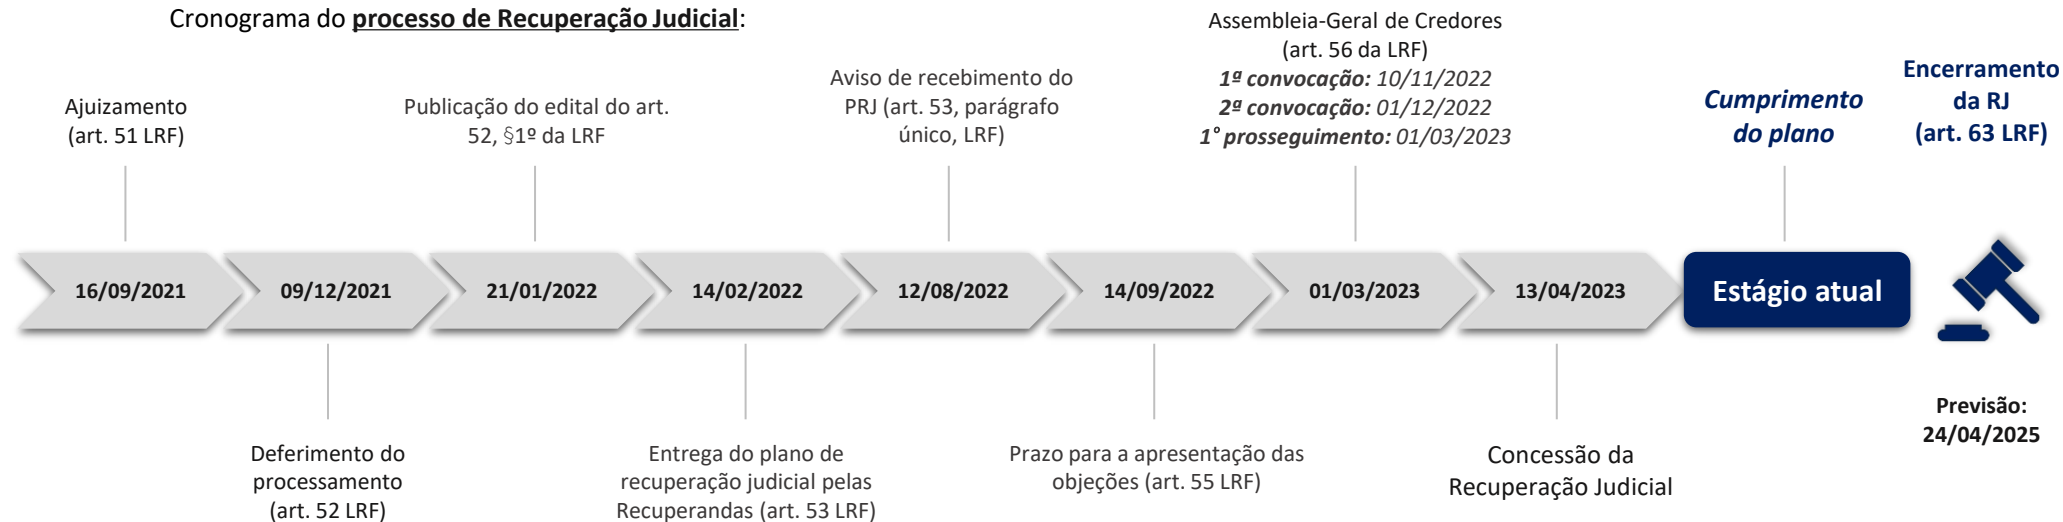 Cronograma do processo de Recuperação Judicial:
Ajuizamento
(art. 51 LRF)
Publicação do edital do art.
52, §1º da LRF
Aviso de recebimento do
PRJ (art. 53, parágrafo
único, LRF)
Assembleia-Geral de Credores
(art. 56 da LRF)
1ª convocação: 10/11/2022
2ª convocação: 01/12/2022
1° prosseguimento: 01/03/2023
Cumprimento
do plano
Encerramento
da RJ
(art. 63 LRF)
16/09/2021
09/12/2021
21/01/2022
14/02/2022
12/08/2022
14/09/2022
01/03/2023
13/04/2023
Estágio atual
Deferimento do
processamento
(art. 52 LRF)
Entrega do plano de
recuperação judicial pelas
Recuperandas (art. 53 LRF)
Prazo para a apresentação das
objeções (art. 55 LRF)
Concessão da
Recuperação Judicial
Previsão:
24/04/2025